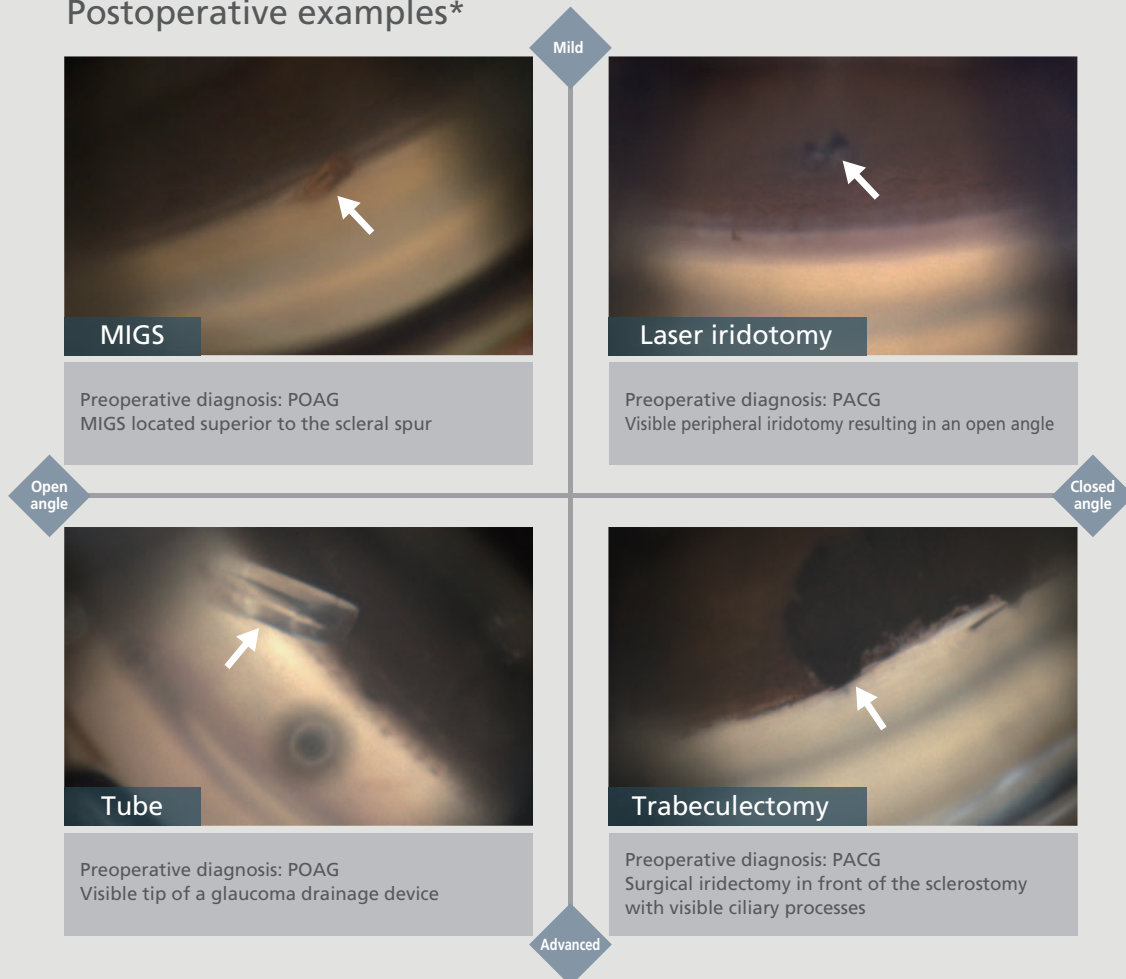 Postoperative examples*
Mild
MIGS
Preoperative diagnosis: POAG
MIGS located superior to the scleral spur
Laser iridotomy
Preoperative diagnosis: PACG
Visible peripheral iridotomy resulting in an open angle
Open
angle
Closed
angle
Tube
Preoperative diagnosis: POAG
Visible tip of a glaucoma drainage device
Trabeculectomy
Preoperative diagnosis: PACG
Surgical iridectomy in front of the sclerostomy
with visible ciliary processes
Advanced